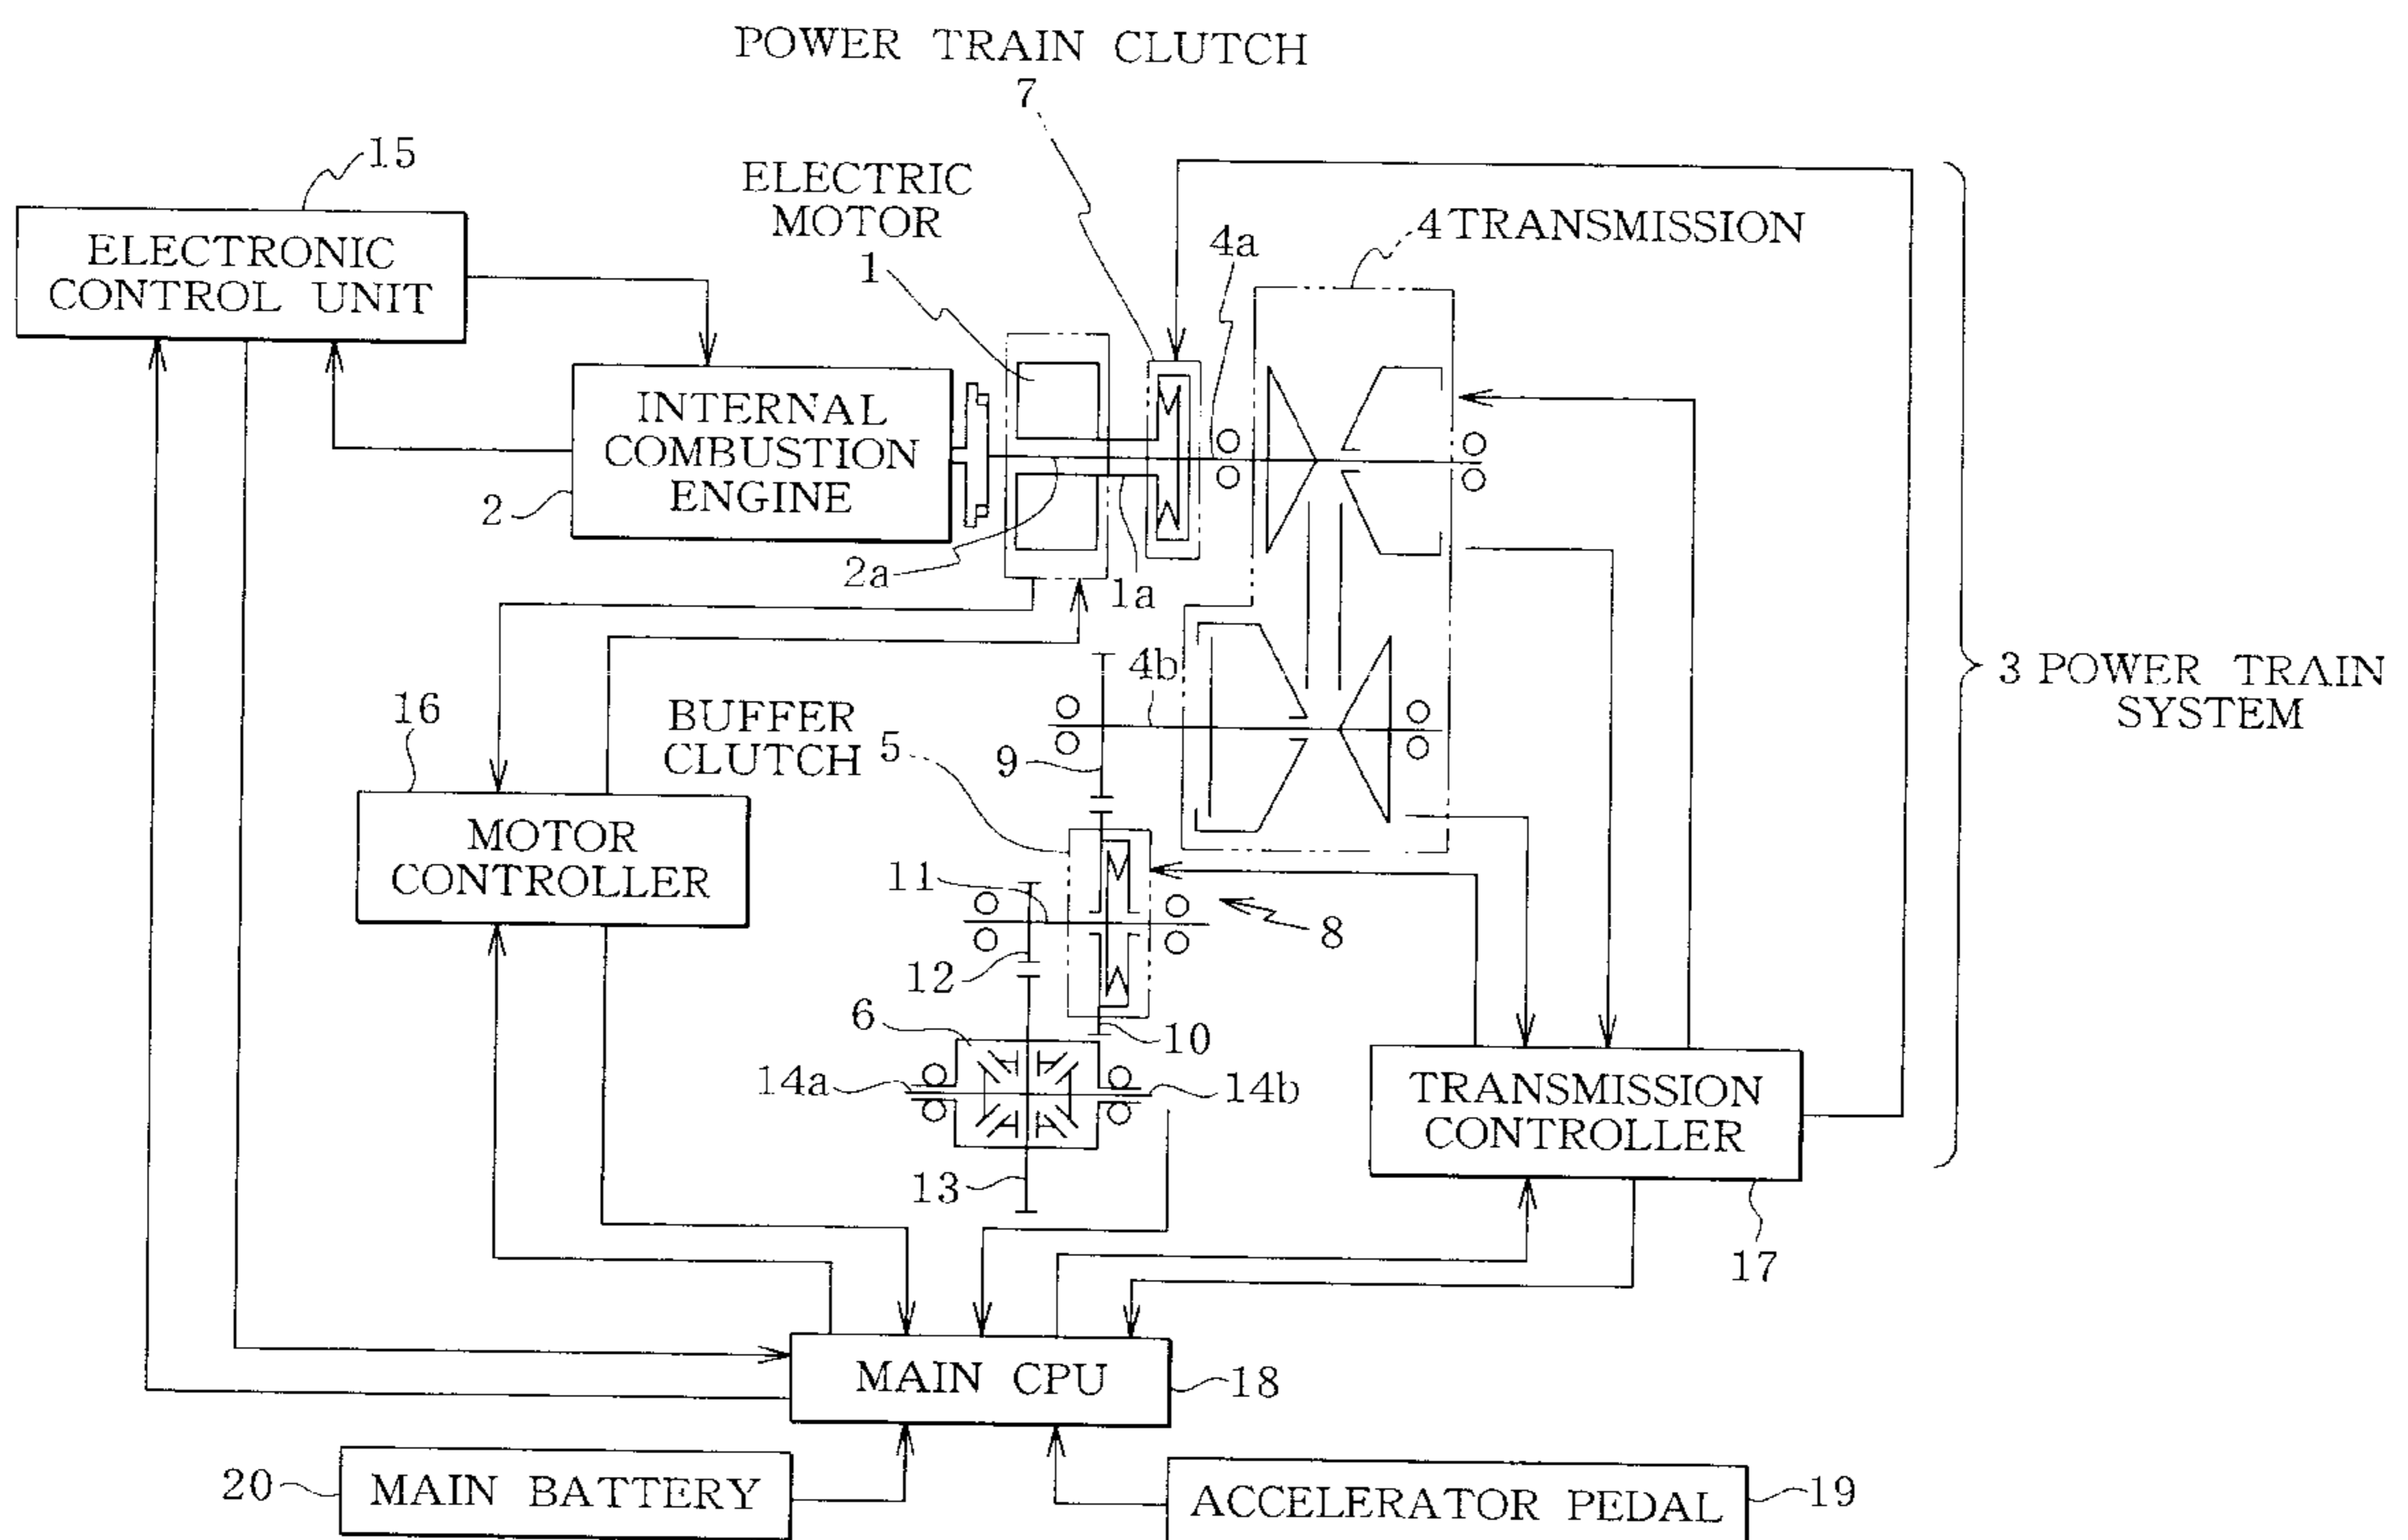 POWER TRAIN CLUTCH
7
15
ELECTRIC
MOTOR
1
4 TRANSMISSION
4a
ELECTRONIC
CONTROL UNIT
INTERNAL
COMBUSTION
ENGINE
2
2a
1a
4b
3 POWER TRAIN
SYSTEM
16
BUFFER
CLUTCH 5
9
MOTOR
CONTROLLER
11
8
12
6
10
14a
14b
TRANSMISSION
CONTROLLER
13
17
MAIN CPU
18
20
MAIN BATTERY
ACCELERATOR PEDAL
19